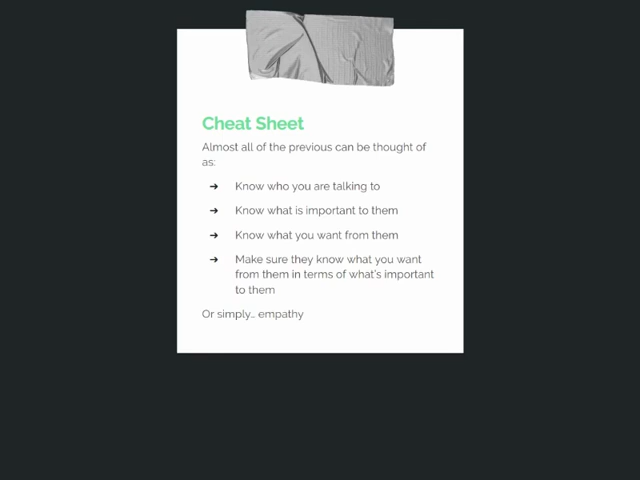 Cheat Sheet
Almost all of the previous can be thought of
as:
➔ Know who you are talking to
➔ Know what is important to them
➔ Know what you want from them
➔ Make sure they know what you want
from them in terms of what's important
to them
Or simply… empathy